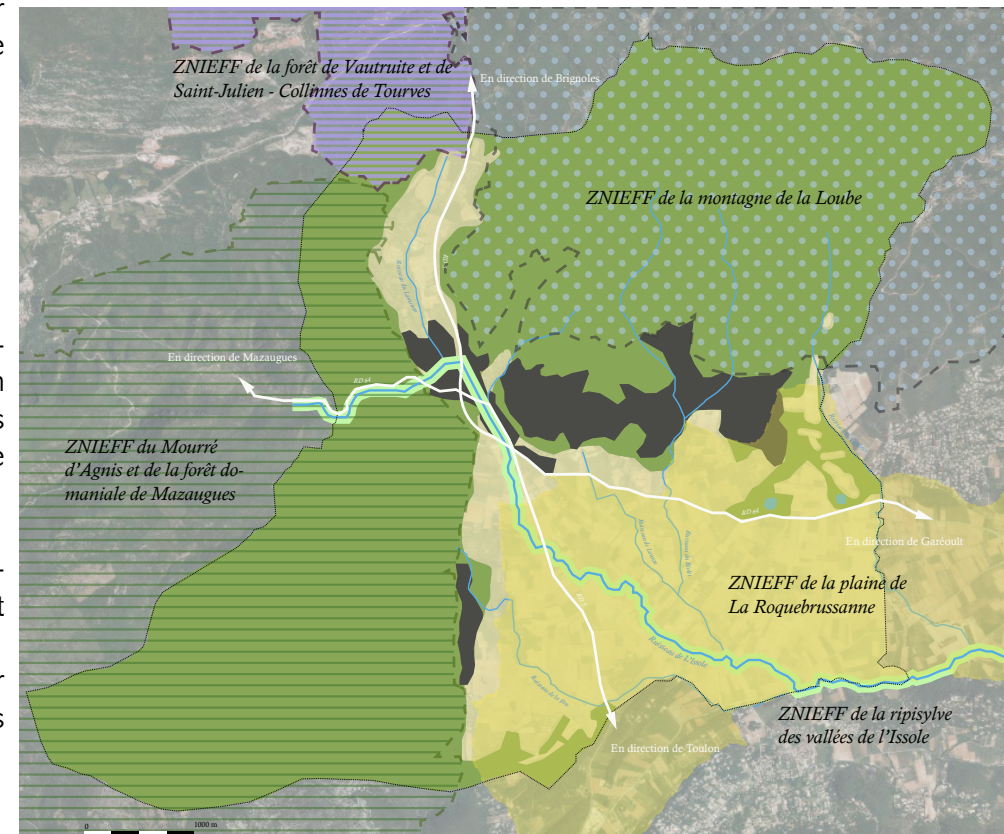 r
e
ZNIEFF de la forêt de Vautruite et de
Saint-Julien - Collinnes de Tourves
En direction de Brignoles
ZNIEFF de la montagne de la Loube
-
n
s
e
En direction de Mazaugues
RD 64
ZNIEFF du Mourré
d'Agnis et de la forêt do-
maniale de Mazaugues
RD 64
En direction de Garéoult
-
t
ZNIEFF de la plaine de
La Roquebrussanne
r
s
Ruisseau de L'Issole
ZNIEFF de la ripisylve
des vallées de l'Issole
En direction de Toulon
0
1000 m